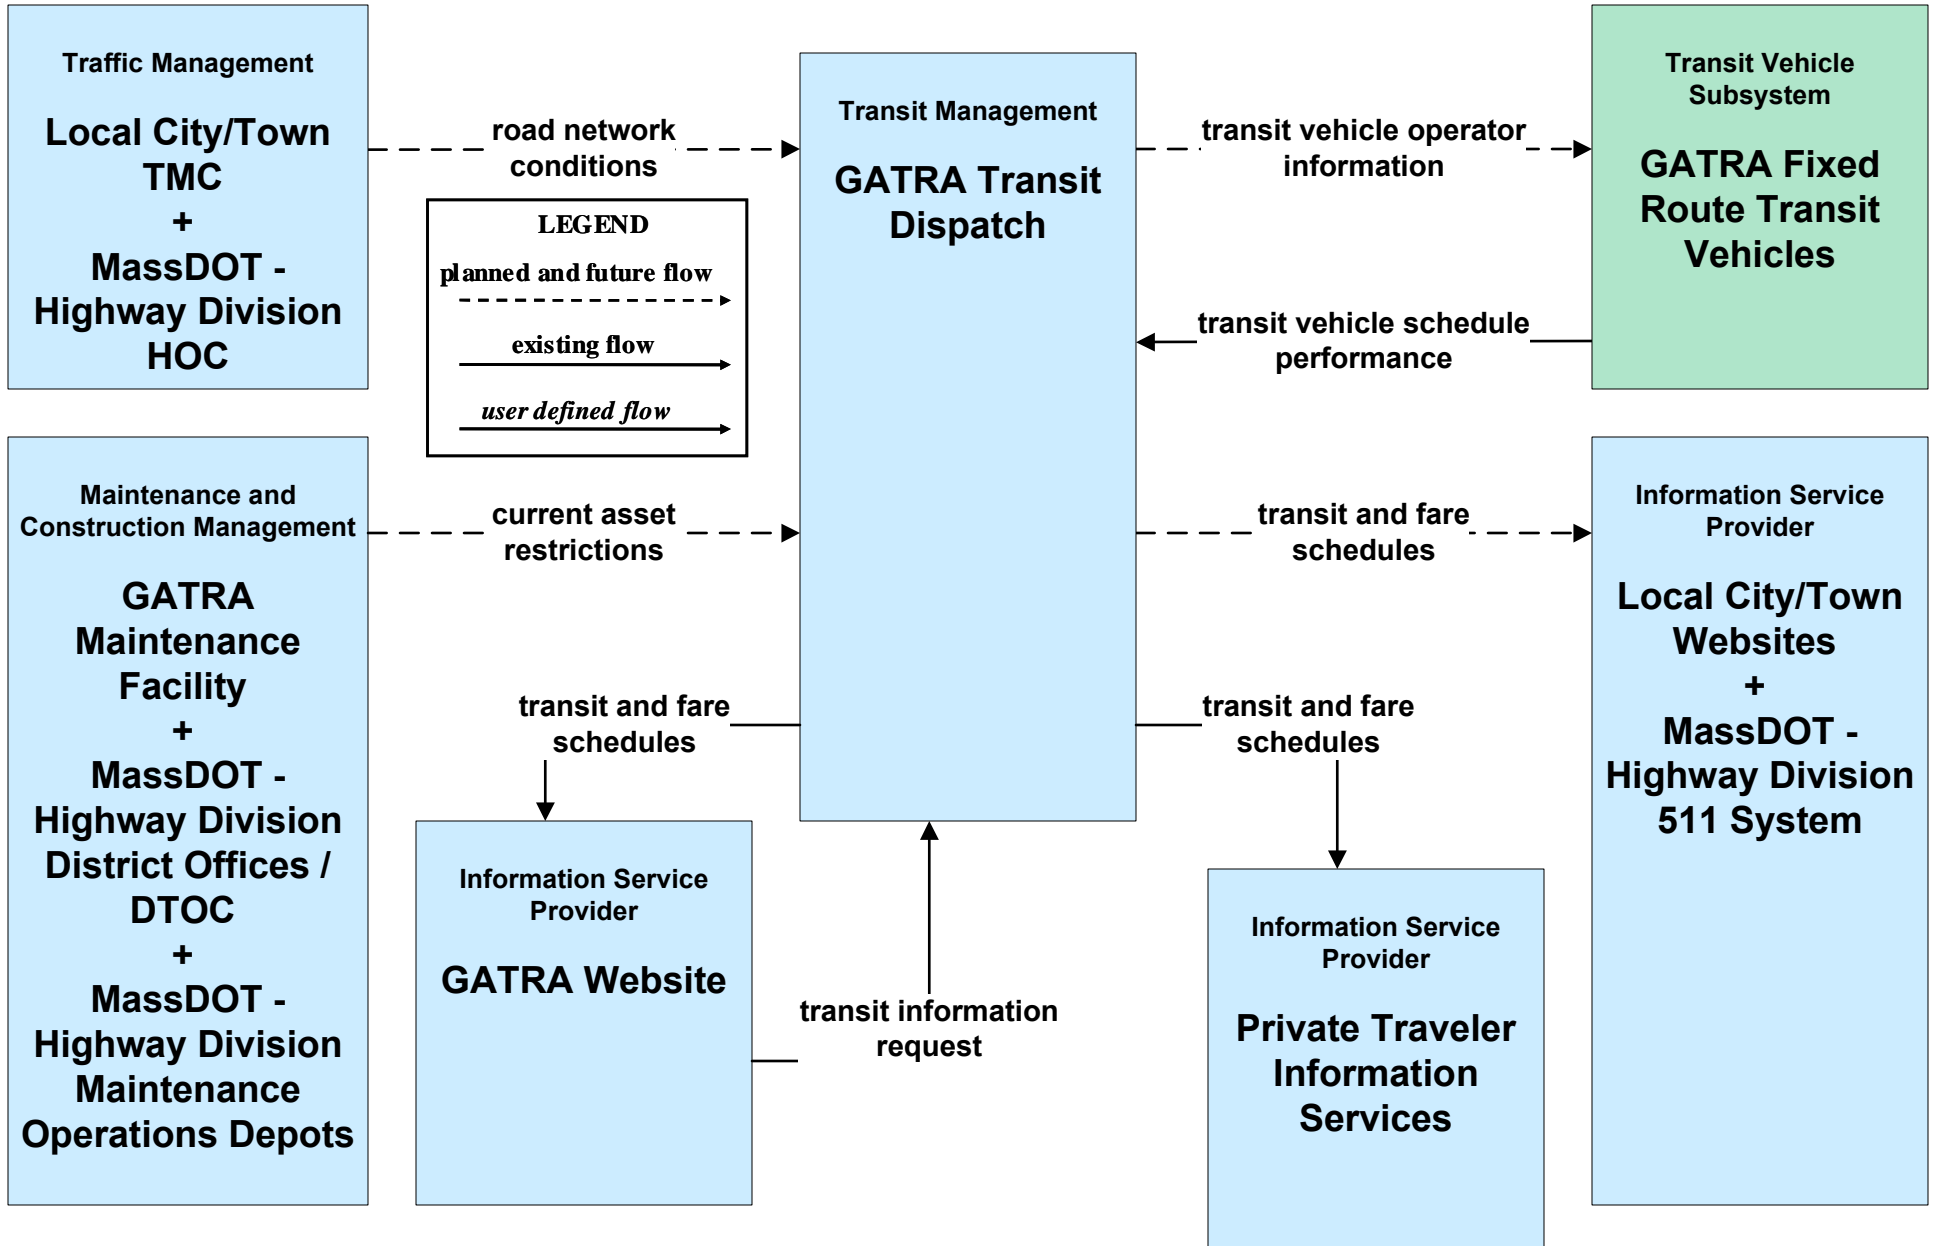 Traffic Management
Local City/Town
TMC
+
MassDOT -
Highway Division
HOC
road network
conditions
LEGEND
planned and future flow
existing flow
user defined flow
Transit Management
GATRA Transit
Dispatch
transit vehicle operator
information
Transit Vehicle
Subsystem
GATRA Fixed
Route Transit
Vehicles
transit vehicle schedule
performance
Maintenance and
Construction Management
GATRA
Maintenance
Facility
+
MassDOT -
Highway Division
District Offices /
DTOC
+
MassDOT -
Highway Division
Maintenance
Operations Depots
current asset
restrictions
transit and fare
schedules
Information Service
Provider
Local City/Town
Websites
+
MassDOT -
Highway Division
511 System
transit and fare
schedules
transit and fare
schedules
Information Service
Provider
GATRA Website
transit information
request
Information Service
Provider
Private Traveler
Information
Services